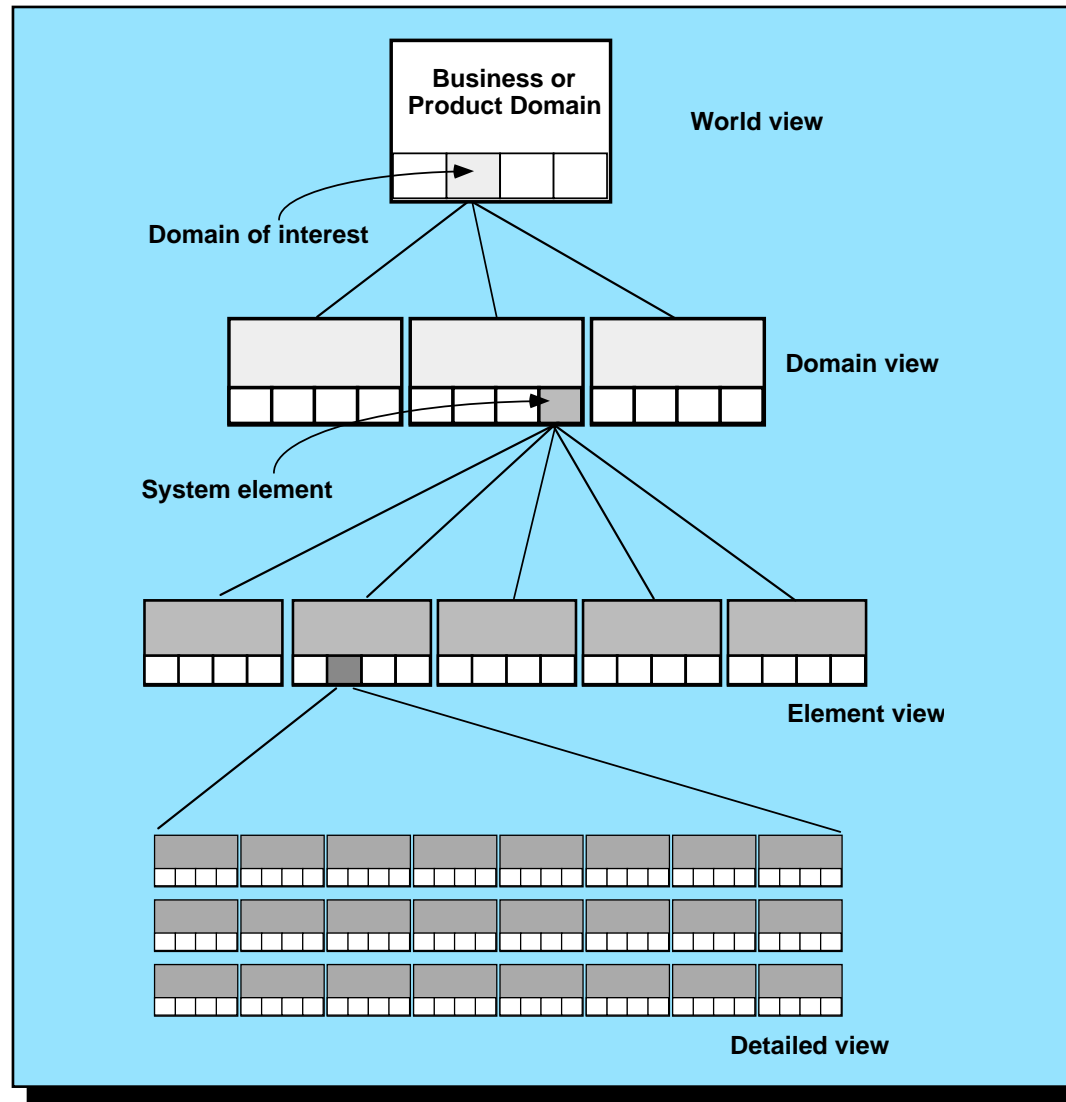 Business or
Product Domain
World view
Domain of interest
Domain view
System element
Element view
Detailed view